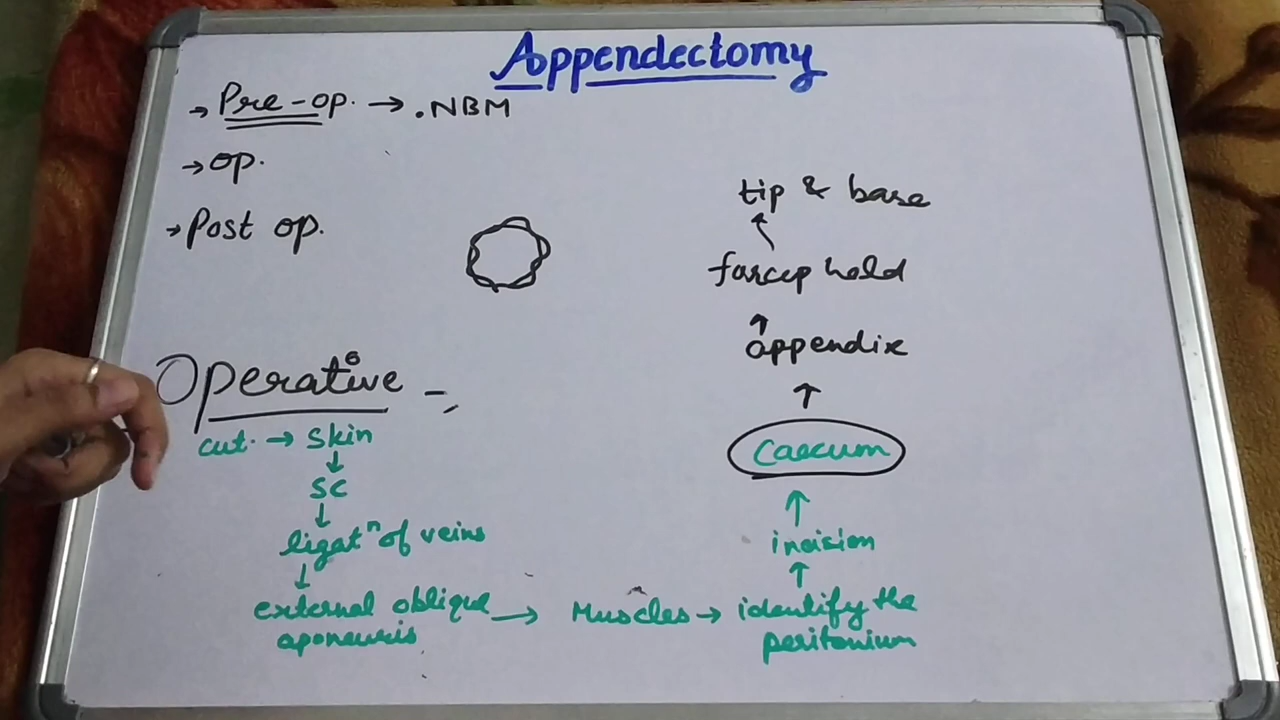 Appendectomy
→ Pre-op. → .NBM
→ op.
→ Post op.
Operative -,
cut. → Skin
↓
SC
↓
ligatⁿ of veins
↓
external oblique → Muscles → identify the
aponeuris
peritonium
↑
incision
↑
Caecum
↑
appendix
↑
forcep hold
↑
tip & base